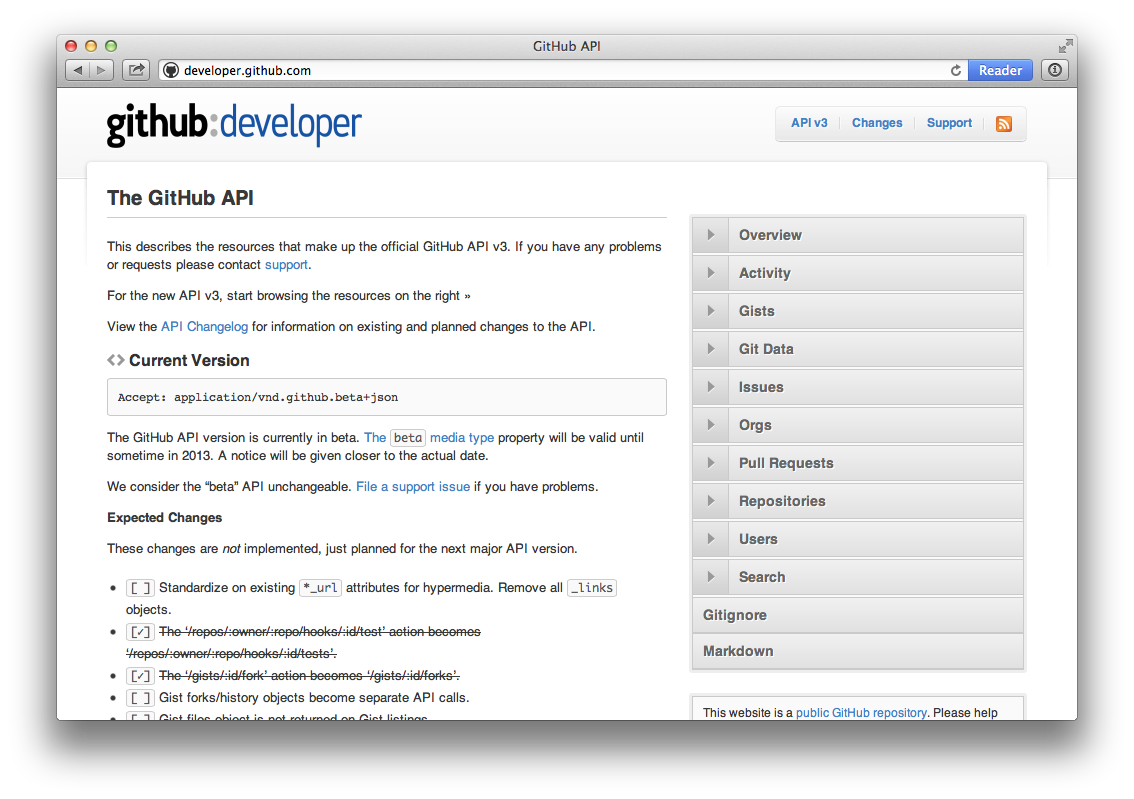 GitHub API
developer.github.com
Reader
github:developer
API v3
Changes
Support
The GitHub API
This describes the resources that make up the official GitHub API v3. If you have any problems
or requests please contact support.
For the new API v3, start browsing the resources on the right »
View the API Changelog for information on existing and planned changes to the API.
<> Current Version
Accept: application/vnd.github.beta+json
The GitHub API version is currently in beta. The beta media type property will be valid until
sometime in 2013. A notice will be given closer to the actual date.
We consider the “beta” API unchangeable. File a support issue if you have problems.
Expected Changes
These changes are not implemented, just planned for the next major API version.
• [ ] Standardize on existing *_url attributes for hypermedia. Remove all _links
objects.
• [✓] The ‘/repos/:owner/:repo/hooks/:id/test’ action becomes
‘/repos/:owner/:repo/hooks/:id/tests’.
• [✓] The ‘/gists/:id/fork’ action becomes ‘/gists/:id/forks’.
• [ ] Gist forks/history objects become separate API calls.
• [ ] Gist files object is not returned on Gist listings.
Overview
Activity
Gists
Git Data
Issues
Orgs
Pull Requests
Repositories
Users
Search
Gitignore
Markdown
This website is a public GitHub repository. Please help